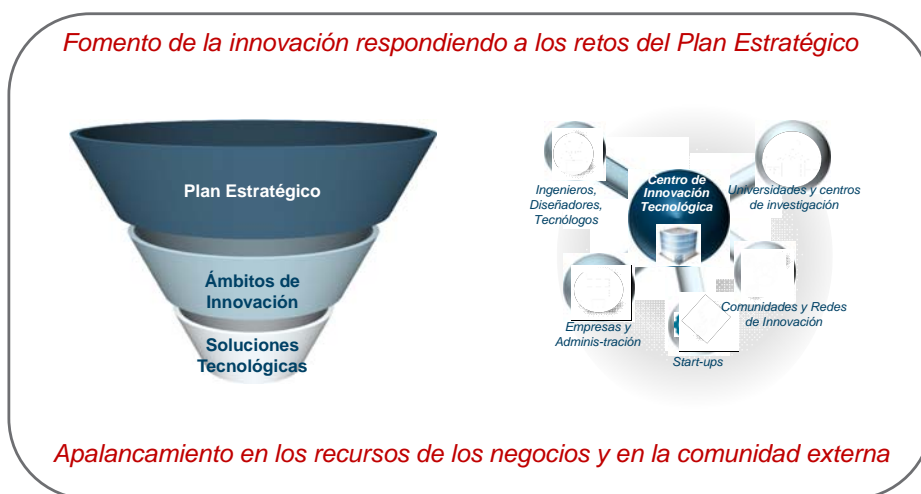 Fomento de la innovación respondiendo a los retos del Plan Estratégico
Plan Estratégico
Ámbitos de
Innovación
Soluciones
Tecnológicas
Centro de
Innovación
Tecnológica
Ingenieros,
Diseñadores,
Tecnólogos
Universidades y centros
de investigación
Empresas y
Adminis-tración
Comunidades y Redes
de Innovación
Start-ups
Apalancamiento en los recursos de los negocios y en la comunidad externa